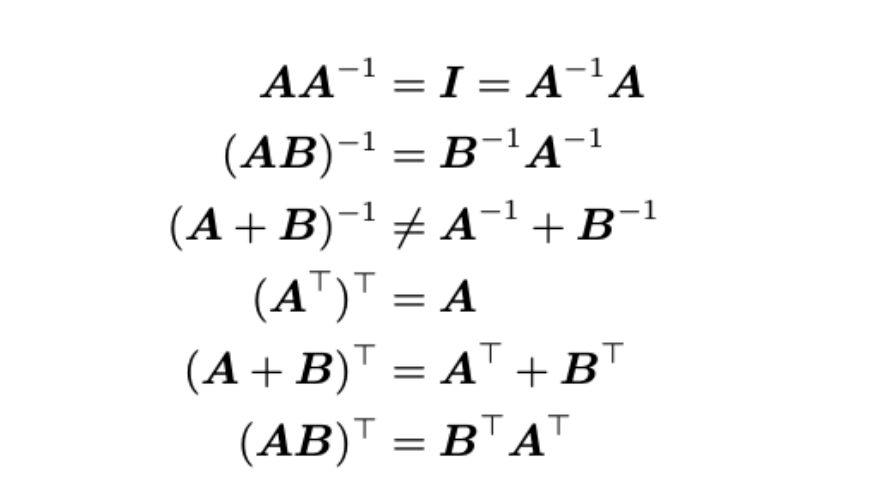 AA⁻¹ = I = A⁻¹A
(AB)⁻¹ = B⁻¹A⁻¹
(A + B)⁻¹ ≠ A⁻¹ + B⁻¹
(A⊤)⊤ = A
(A + B)⊤ = A⊤ + B⊤
(AB)⊤ = B⊤A⊤